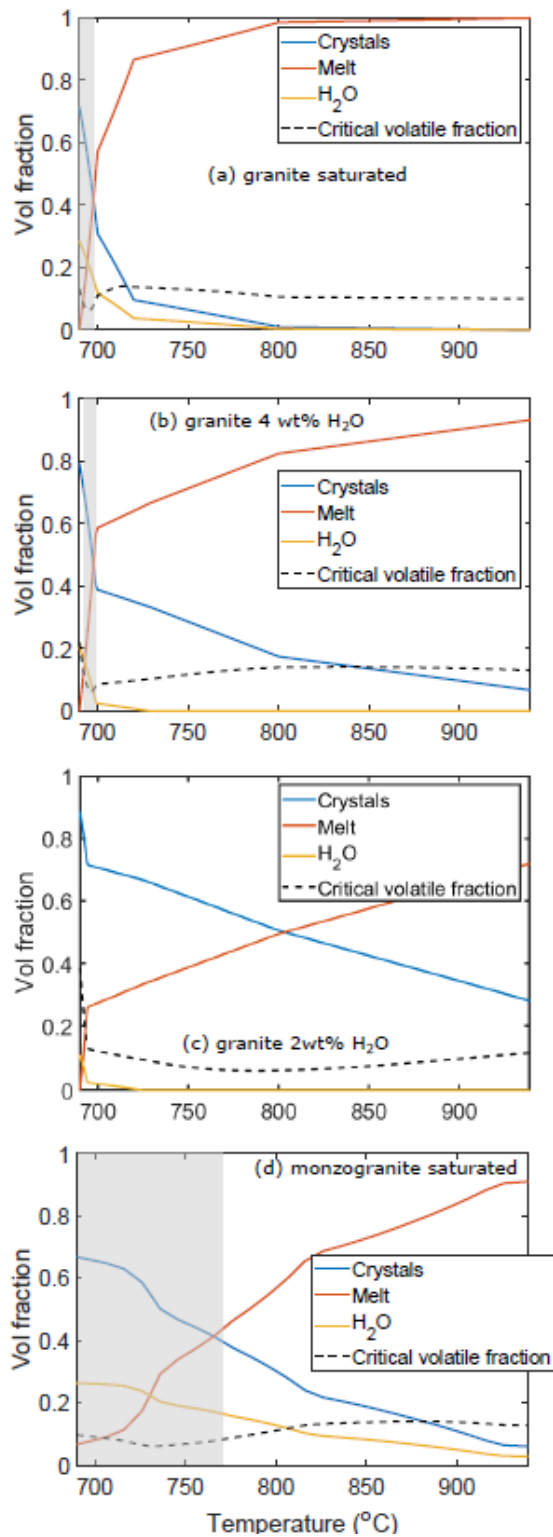 1
0.8
0.6
0.4
0.2
0
Vol fraction
Crystals
Melt
H2O
Critical volatile fraction
(a) granite saturated
700 750 800 850 900
(b) granite 4 wt% H2O
1
0.8
0.6
0.4
0.2
0
Vol fraction
Crystals
Melt
H2O
Critical volatile fraction
700 750 800 850 900
1
0.8
0.6
0.4
0.2
0
Vol fraction
Crystals
Melt
H2O
Critical volatile fraction
(c) granite 2wt% H2O
700 750 800 850 900
(d) monzogranite saturated
1
0.8
0.6
0.4
0.2
0
Vol fraction
Crystals
Melt
H2O
Critical volatile fraction
700 750 800 850 900
Temperature (°C)